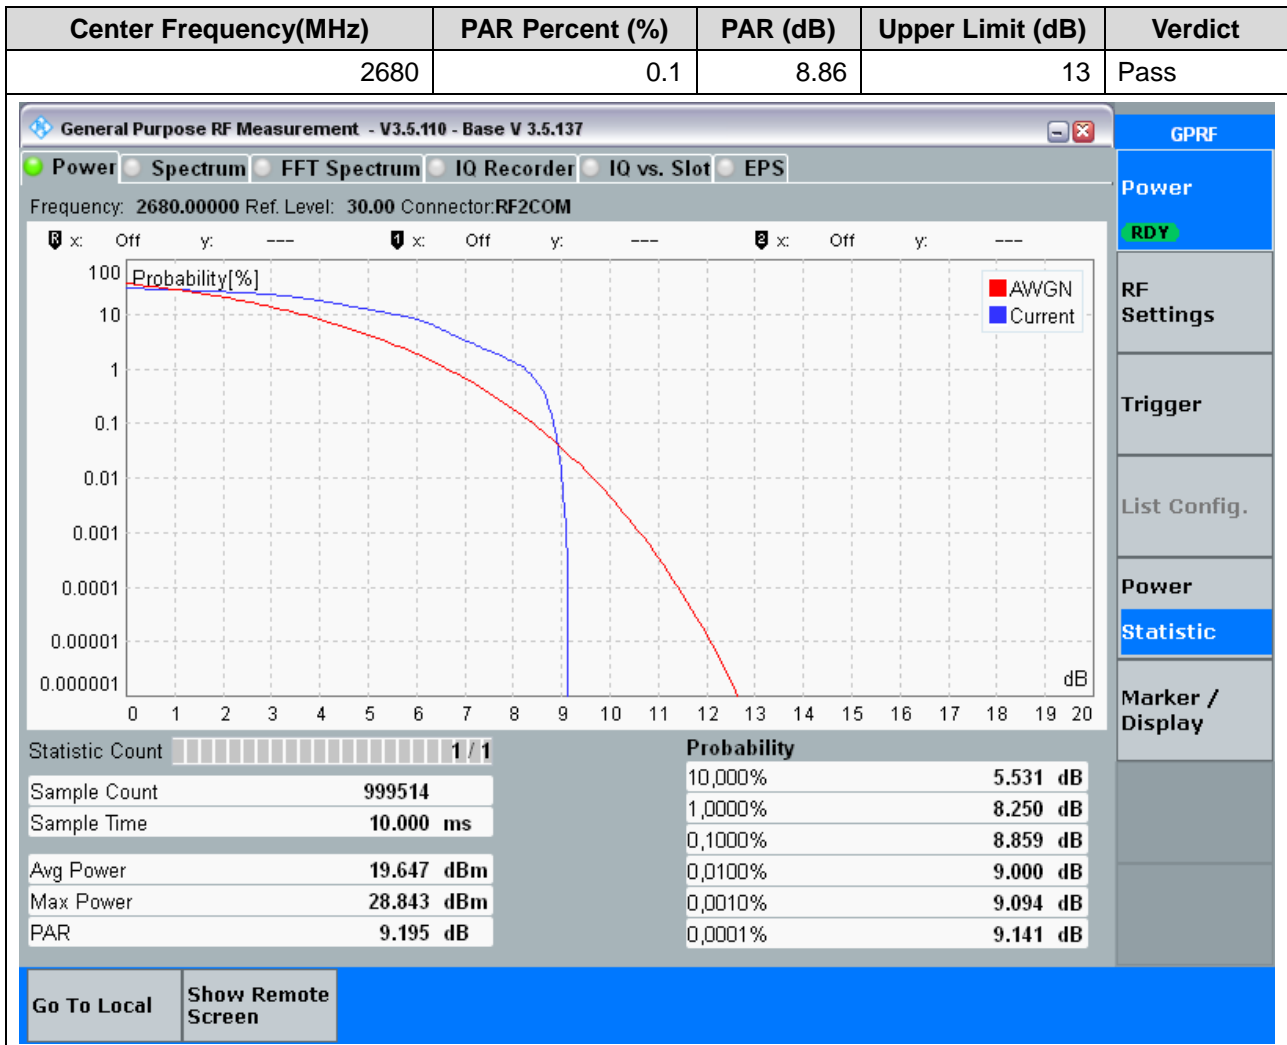 Center Frequency(MHz) PAR Percent (%) PAR (dB) Upper Limit (dB) Verdict
2680 0.1 8.86 13 Pass
General Purpose RF Measurement - V3.5.110 - Base V 3.5.137
GPRF
Power Spectrum FFT Spectrum IQ Recorder IQ vs. Slot EPS
Power
RDY
Frequency: 2680.00000 Ref. Level: 30.00 Connector:RF2COM
R x: Off y: --- 1 x: Off y: --- 2 x: Off y: ---
Probability[%]
AWGN
Current
100
10
1
0.1
0.01
0.001
0.0001
0.00001
0.000001
dB
0 1 2 3 4 5 6 7 8 9 10 11 12 13 14 15 16 17 18 19 20
RF
Settings
Trigger
List Config.
Power
Statistic
Marker /
Display
Statistic Count 1 / 1
Sample Count 999514
Sample Time 10.000 ms
Avg Power 19.647 dBm
Max Power 28.843 dBm
PAR 9.195 dB
Probability
10,000% 5.531 dB
1,0000% 8.250 dB
0,1000% 8.859 dB
0,0100% 9.000 dB
0,0010% 9.094 dB
0,0001% 9.141 dB
Go To Local
Show Remote
Screen